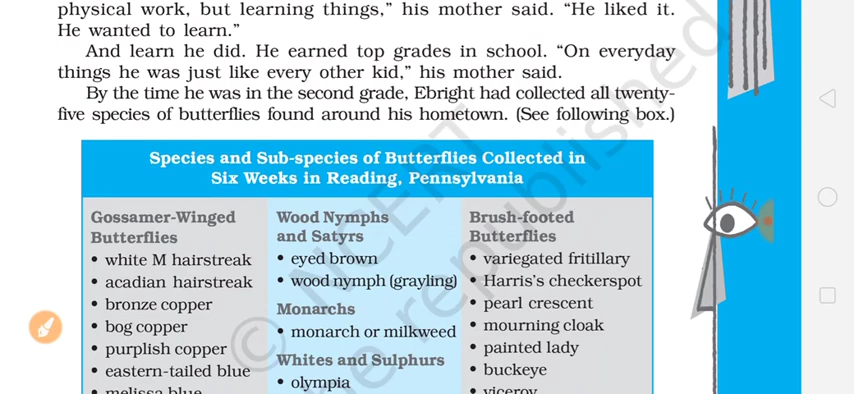 physical work, but learning things,” his mother said. “He liked it.
He wanted to learn.”
And learn he did. He earned top grades in school. “On everyday
things he was just like every other kid,” his mother said.
By the time he was in the second grade, Ebright had collected all twenty-
five species of butterflies found around his hometown. (See following box.)
Species and Sub-species of Butterflies Collected in
Six Weeks in Reading, Pennsylvania
Gossamer-Winged
Butterflies
• white M hairstreak
• acadian hairstreak
• bronze copper
• bog copper
• purplish copper
• eastern-tailed blue
• melissa blue
Wood Nymphs
and Satyrs
• eyed brown
• wood nymph (grayling)
Monarchs
• monarch or milkweed
Whites and Sulphurs
• olympia
Brush-footed
Butterflies
• variegated fritillary
• Harris’s checkerspot
• pearl crescent
• mourning cloak
• painted lady
• buckeye
• viceroy
© NCERT
be republished